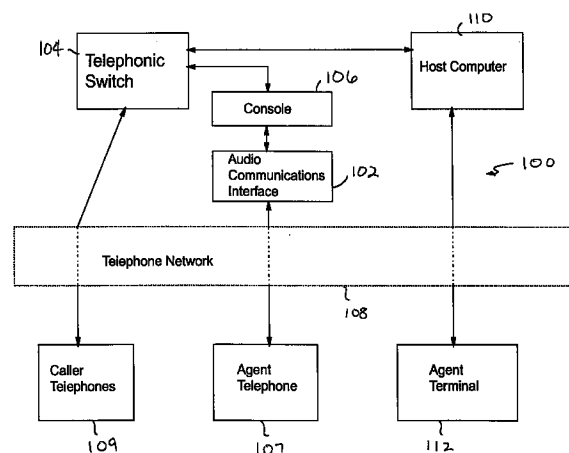 110
104
Telephonic
Switch
Host Computer
106
Console
Audio
Communications
Interface
102
100
Telephone Network
108
Caller
Telephones
Agent
Telephone
Agent
Terminal
109
107
112